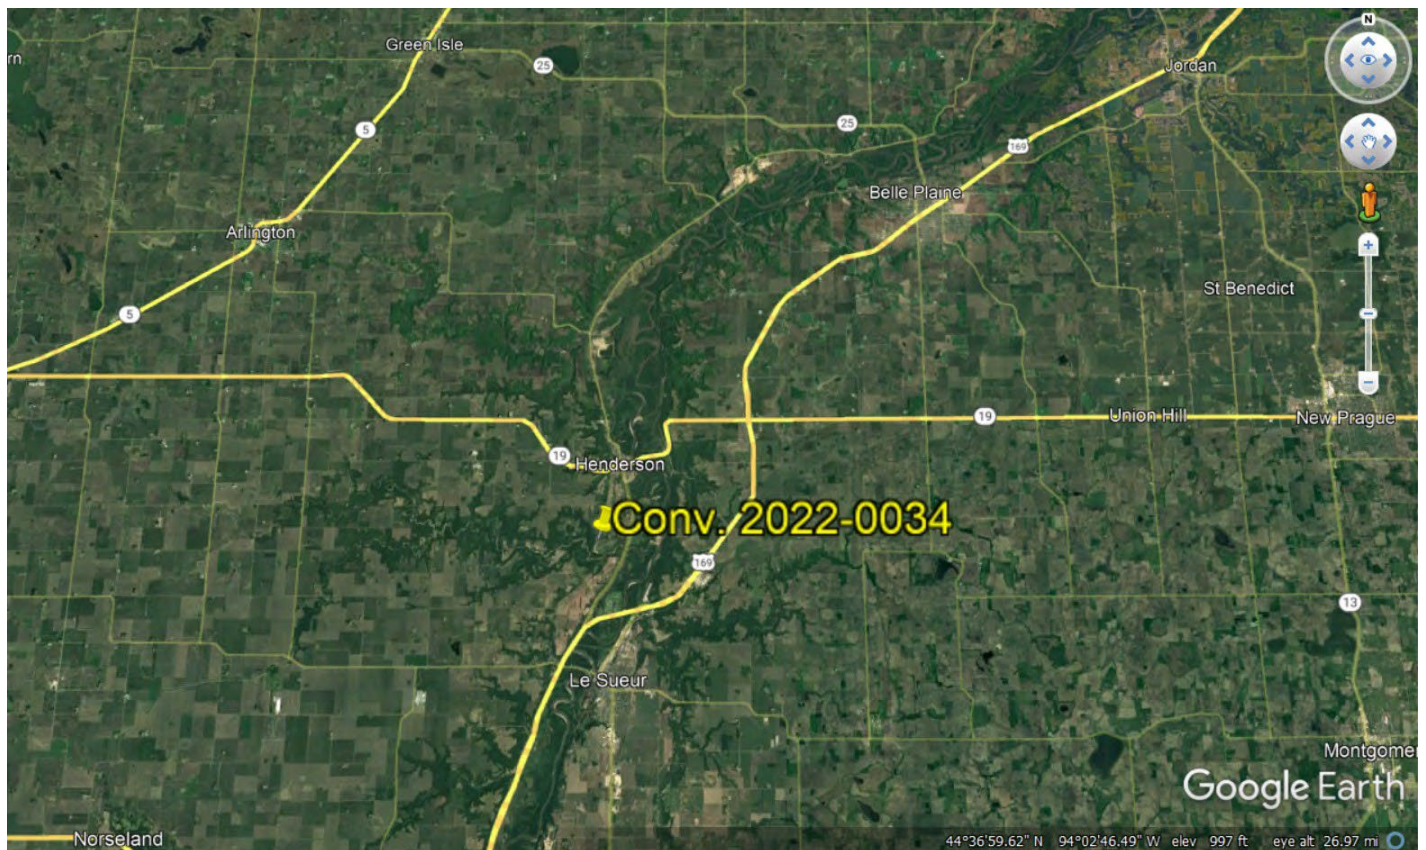 N
Green Isle
rn
25
Jordan
5
25
169
Belle Plaine
Arlington
St Benedict
5
19
Union Hill
New Prague
19
Henderson
Conv. 2022-0034
169
13
Le Sueur
Montgomer
Google Earth
Norseland
44°36'59.62" N 94°02'46.49" W elev 997 ft eye alt 26.97 mi